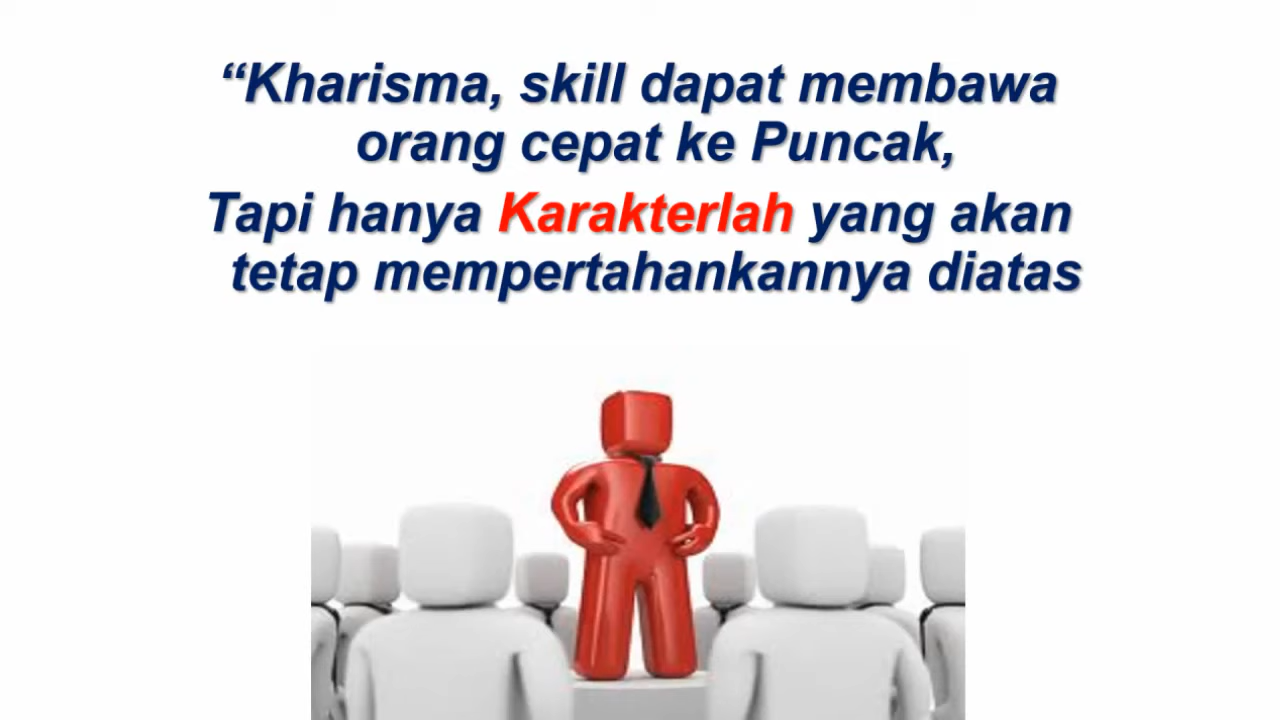 “Kharisma, skill dapat membawa
orang cepat ke Puncak,
Tapi hanya Karakterlah yang akan
tetap mempertahankannya diatas